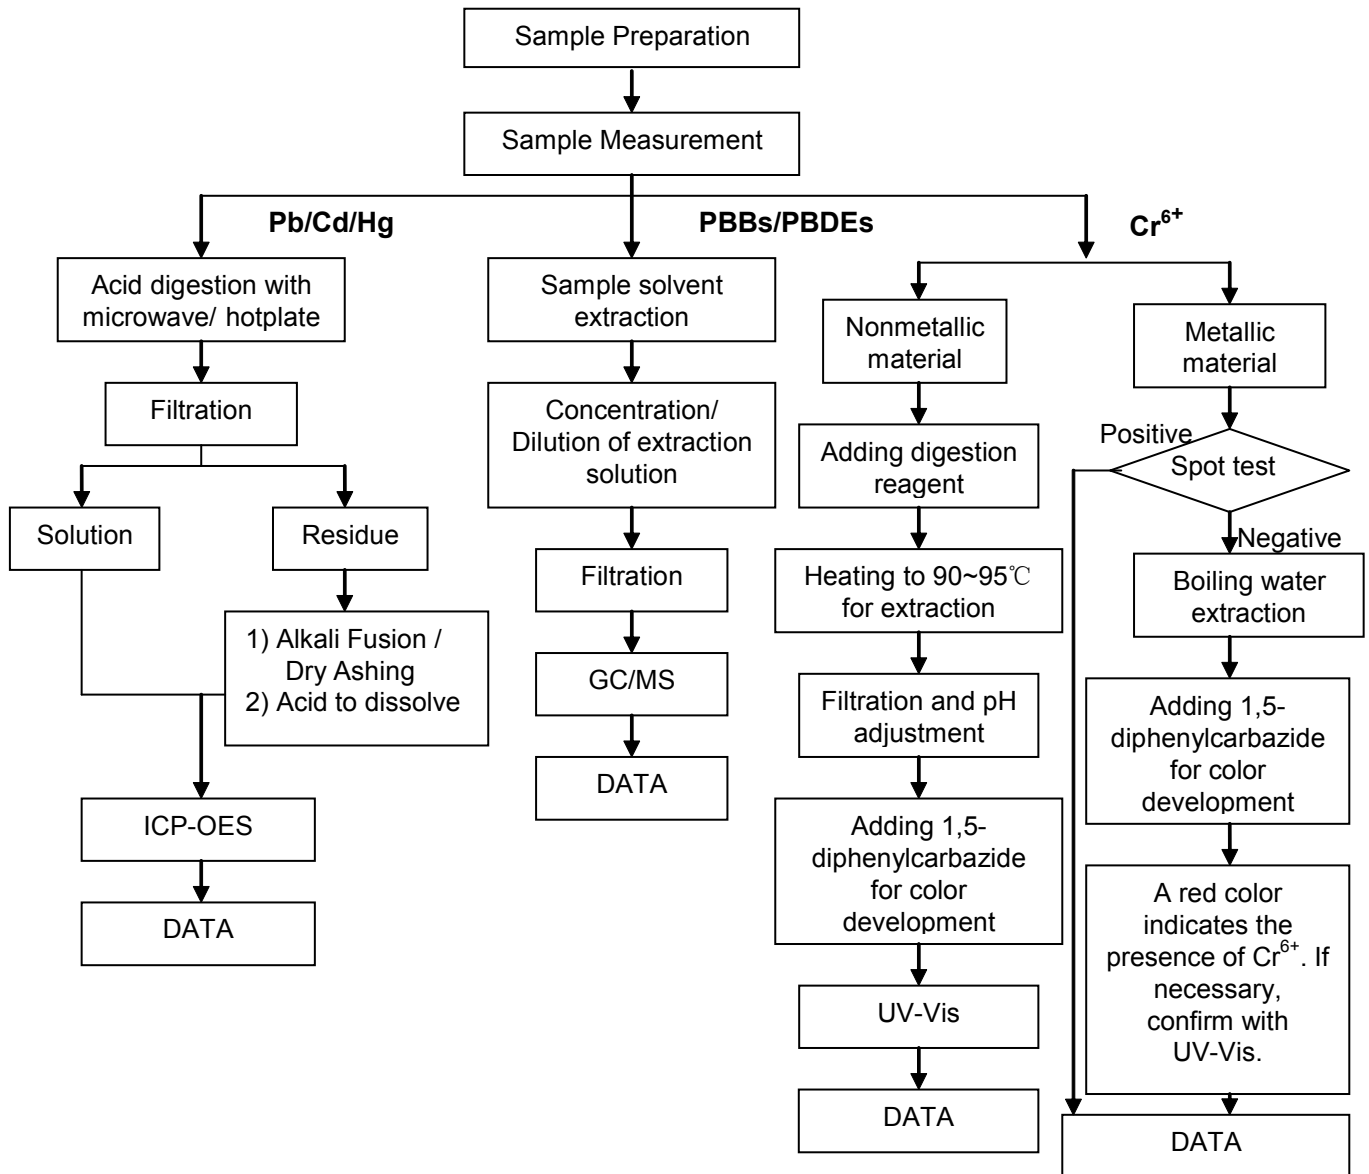 Sample Preparation
Sample Measurement
Pb/Cd/Hg
PBBs/PBDEs
Cr⁶⁺
Acid digestion with
microwave/ hotplate
Filtration
Solution
Residue
1) Alkali Fusion /
Dry Ashing
2) Acid to dissolve
ICP-OES
DATA
Sample solvent
extraction
Concentration/
Dilution of extraction
solution
Filtration
GC/MS
DATA
Nonmetallic
material
Adding digestion
reagent
Heating to 90~95℃
for extraction
Filtration and pH
adjustment
Adding 1,5-
diphenylcarbazide
for color
development
UV-Vis
DATA
Metallic
material
Positive
Spot test
Negative
Boiling water
extraction
Adding 1,5-
diphenylcarbazide
for color
development
A red color
indicates the
presence of Cr⁶⁺. If
necessary,
confirm with
UV-Vis.
DATA